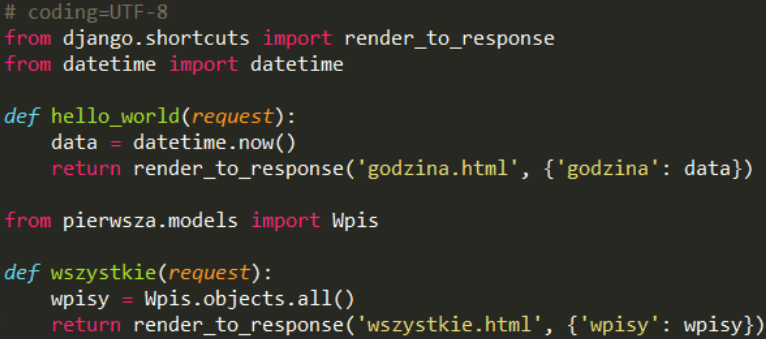 # coding=UTF-8
from django.shortcuts import render_to_response
from datetime import datetime
def hello_world(request):
    data = datetime.now()
    return render_to_response('godzina.html', {'godzina': data})
from pierwsza.models import Wpis
def wszystkie(request):
    wpisy = Wpis.objects.all()
    return render_to_response('wszystkie.html', {'wpisy': wpisy})